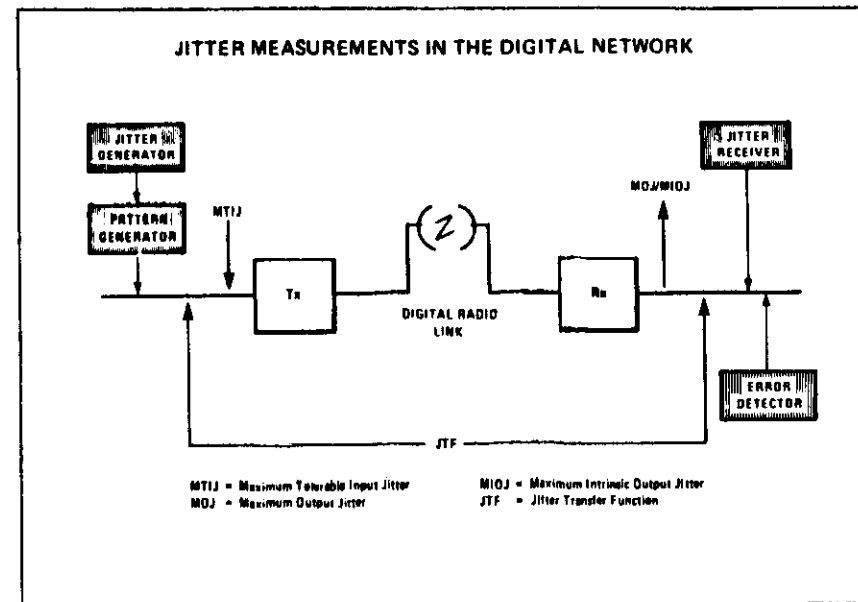 JITTER MEASUREMENTS IN THE DIGITAL NETWORK
JITTER
GENERATOR
PATTERN
GENERATOR
MTIJ
Tx
DIGITAL RADIO
LINK
Rx
MOJ/MIOJ
JITTER
RECEIVER
ERROR
DETECTOR
JTF
MTIJ = Maximum Tolerable Input Jitter
MOJ = Maximum Output Jitter
MIOJ = Maximum Intrinsic Output Jitter
JTF = Jitter Transfer Function